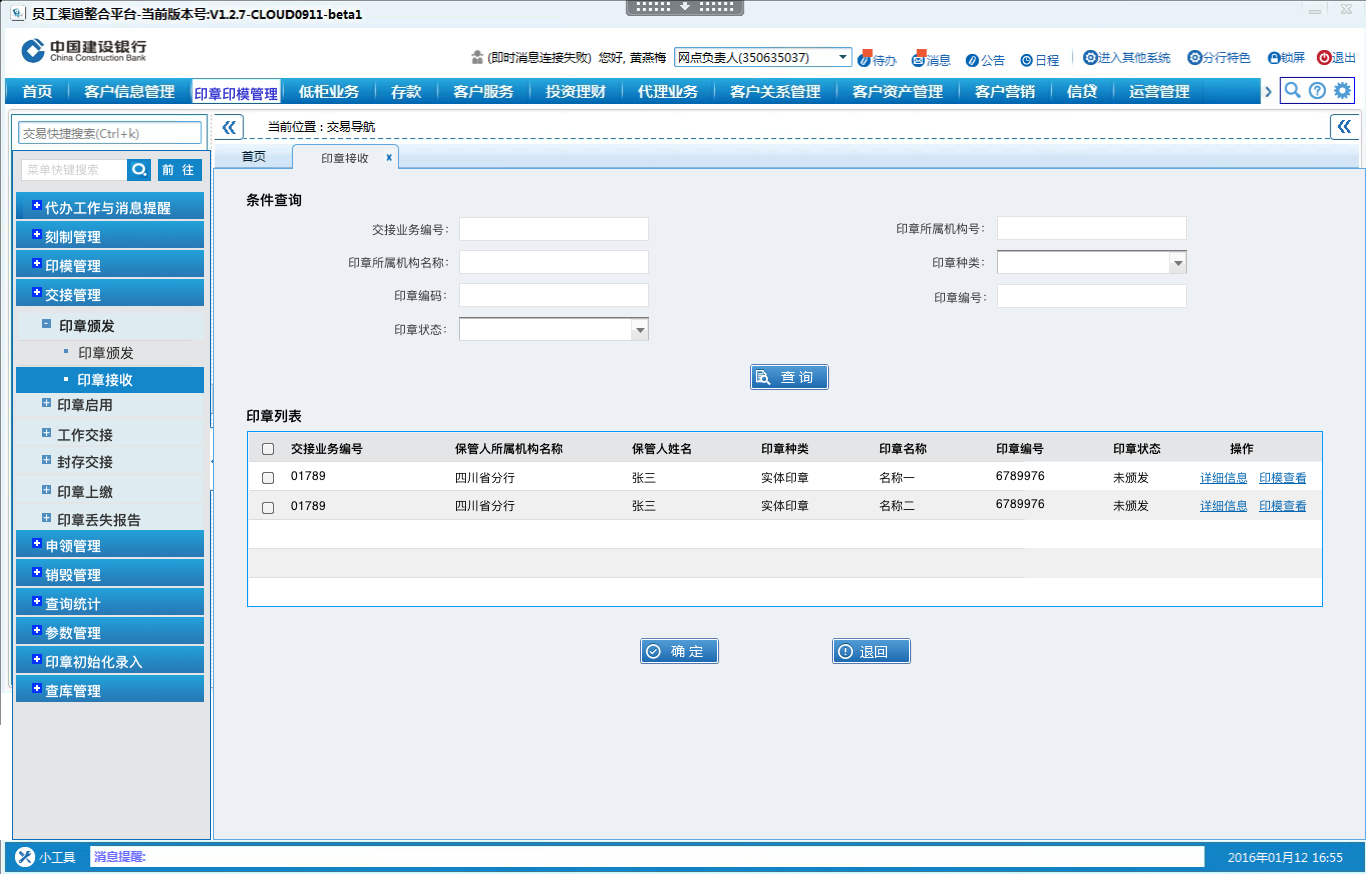 员工渠道整合平台-当前版本号:V1.2.7-CLOUD0911-beta1
中国建设银行
China Construction Bank
(即时消息连接失败) 您好, 黄燕梅 网点负责人(350635037) 待办 消息 公告 日程 进入其他系统 分行特色 锁屏 退出
首页 客户信息管理 印章印模管理 低柜业务 存款 客户服务 投资理财 代理业务 客户关系管理 客户资产管理 客户营销 信贷 运营管理
交易快捷搜索(Ctrl+k)
当前位置：交易导航
菜单快键搜索 前 往
首页 印章接收 x
代办工作与消息提醒
刻制管理
印模管理
交接管理
印章颁发
印章颁发
印章接收
印章启用
工作交接
封存交接
印章上缴
印章丢失报告
申领管理
销毁管理
查询统计
参数管理
印章初始化录入
查库管理
条件查询
交接业务编号: 印章所属机构号:
印章所属机构名称: 印章种类:
印章编码: 印章编号:
印章状态:
查 询
印章列表
交接业务编号 保管人所属机构名称 保管人姓名 印章种类 印章名称 印章编号 印章状态 操作
01789 四川省分行 张三 实体印章 名称一 6789976 未颁发 详细信息 印模查看
01789 四川省分行 张三 实体印章 名称二 6789976 未颁发 详细信息 印模查看
确 定 退回
小工具 消息提醒: 2016年01月12 16:55